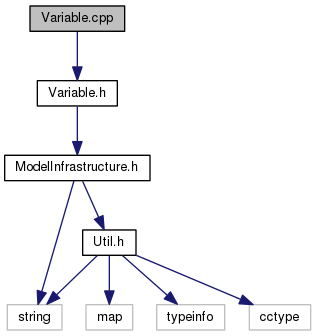 Variable.cpp
Variable.h
ModelInfrastructure.h
Util.h
string
map
typeinfo
cctype